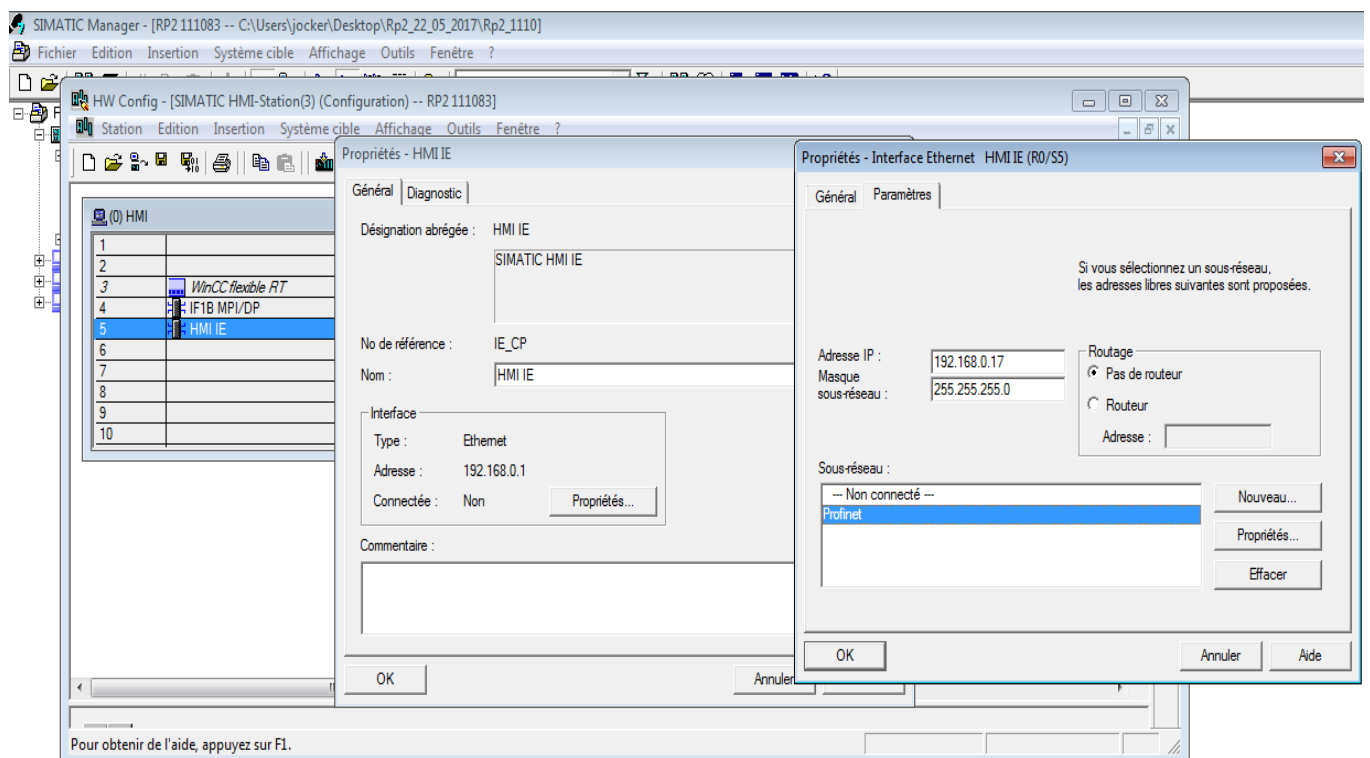 SIMATIC Manager - [RP2 111083 -- C:\Users\jocker\Desktop\Rp2_22_05_2017\Rp2_1110]
Fichier Edition Insertion Système cible Affichage Outils Fenêtre ?
HW Config - [SIMATIC HMI-Station(3) (Configuration) -- RP2 111083]
Station Edition Insertion Système cible Affichage Outils Fenêtre ?
(0) HMI
1
2
3 WinCC flexible RT
4 IF1B MPI/DP
5 HMI IE
6
7
8
9
10
Pour obtenir de l'aide, appuyez sur F1.
Propriétés - HMI IE
Général Diagnostic
Désignation abrégée : HMI IE
SIMATIC HMI IE
No de référence : IE_CP
Nom : HMI IE
Interface
Type : Ethernet
Adresse : 192.168.0.1
Connectée : Non Propriétés...
Commentaire :
OK Annuler
Propriétés - Interface Ethernet HMI IE (R0/S5)
Général Paramètres
Si vous sélectionnez un sous-réseau,
les adresses libres suivantes sont proposées.
Adresse IP : 192.168.0.17
Masque
sous-réseau : 255.255.255.0
Routage
Pas de routeur
Routeur
Adresse :
Sous-réseau :
--- Non connecté ---
Profinet
Nouveau...
Propriétés...
Effacer
OK Annuler Aide